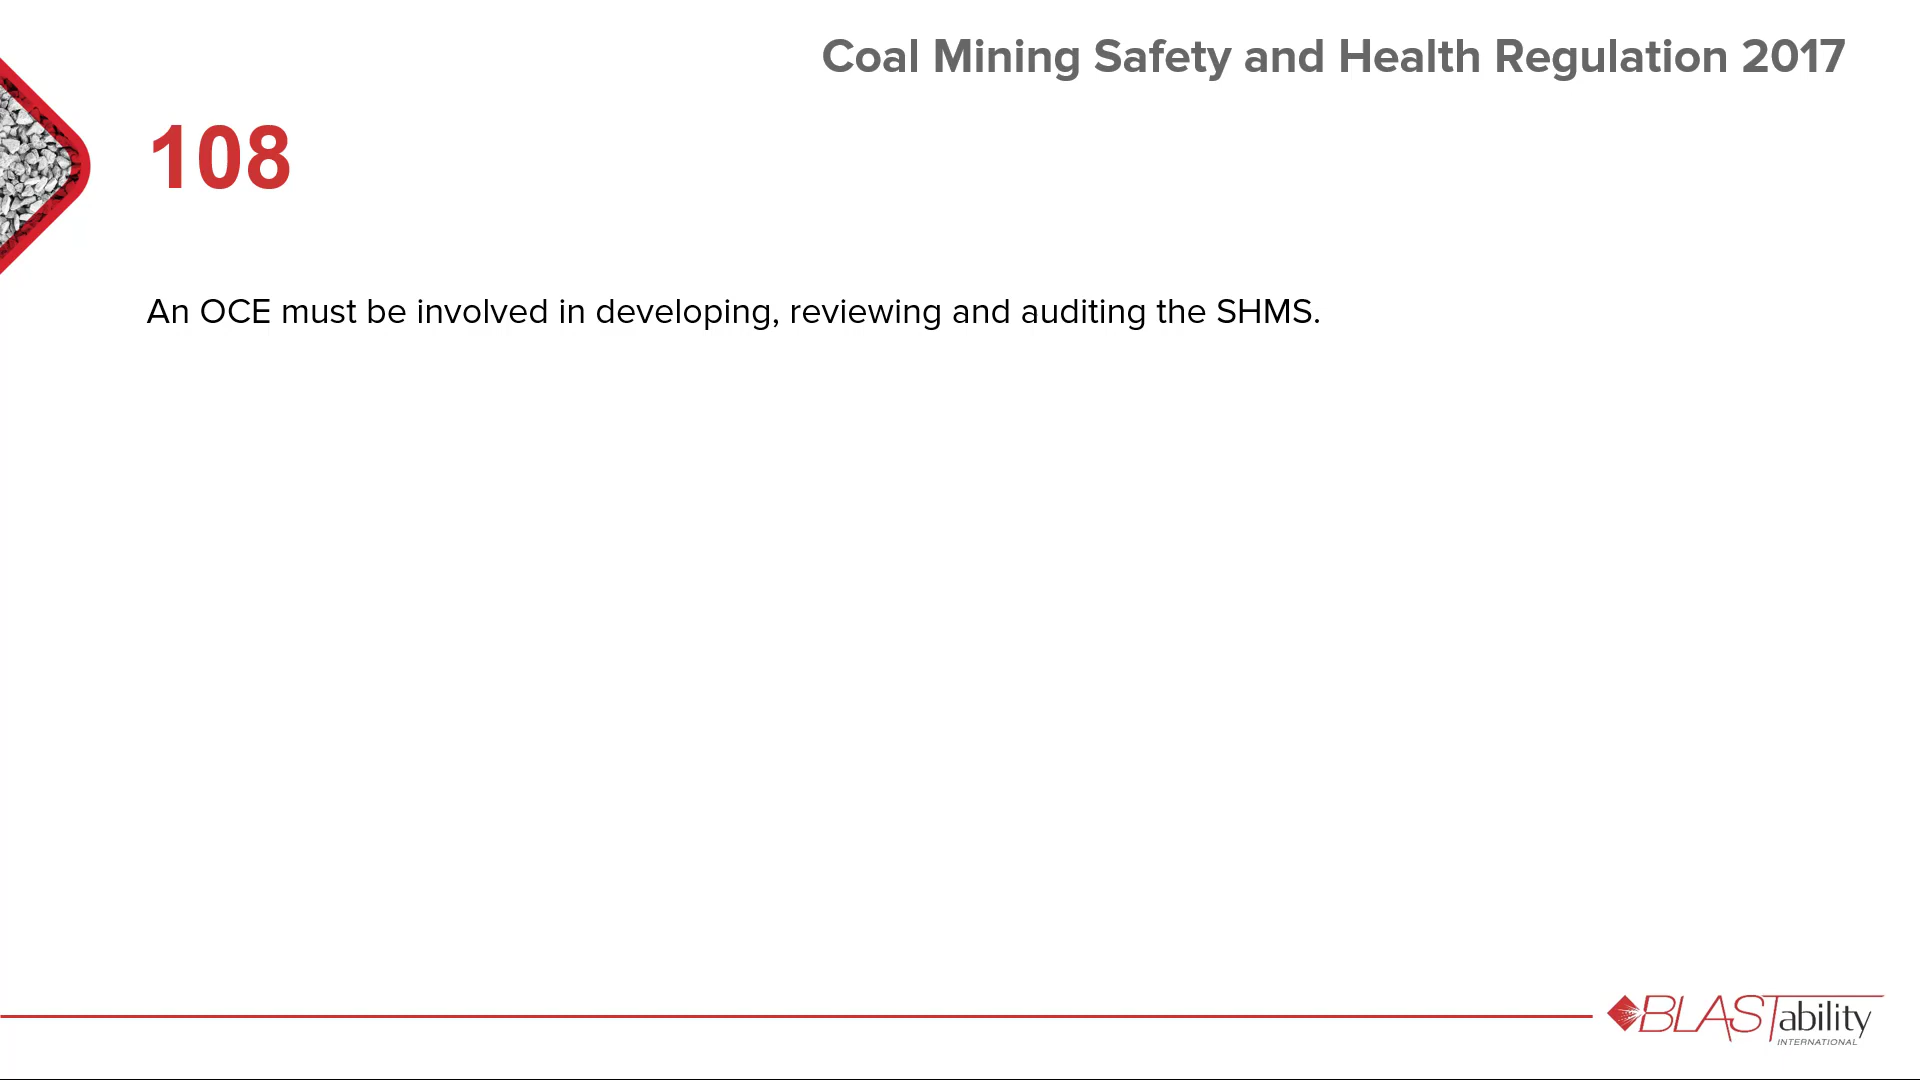 Coal Mining Safety and Health Regulation 2017
108
An OCE must be involved in developing, reviewing and auditing the SHMS.
BLASTability
INTERNATIONAL